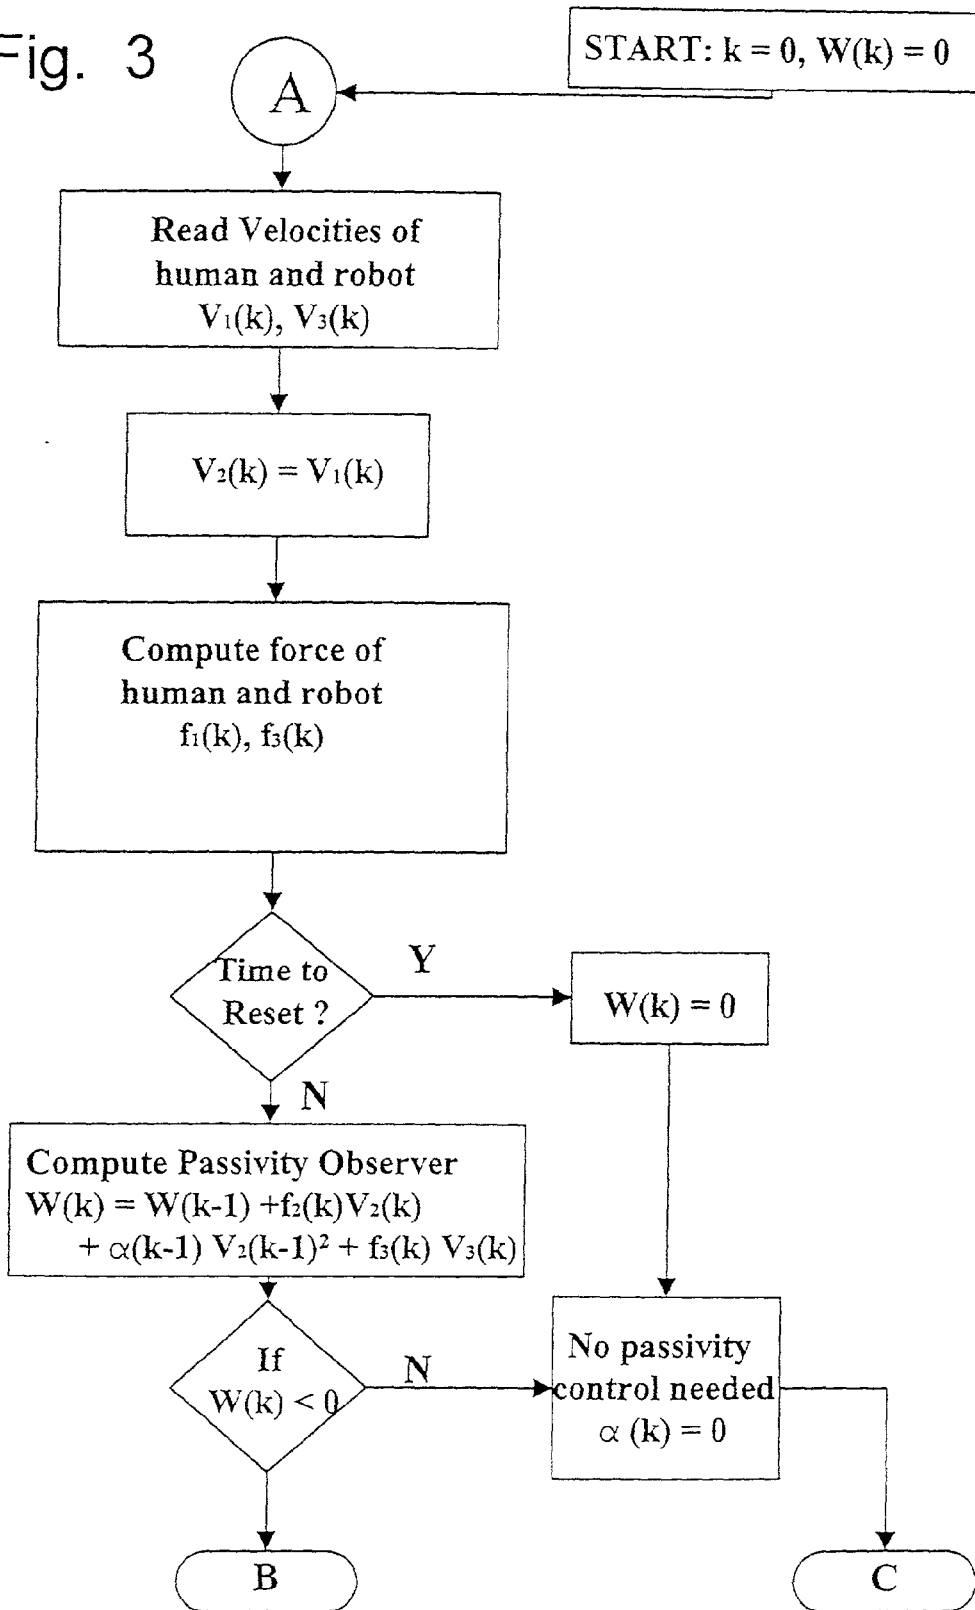 Fig. 3
START: k = 0, W(k) = 0
A
Read Velocities of
human and robot
V₁(k), V₃(k)
V₂(k) = V₁(k)
Compute force of
human and robot
f₁(k), f₃(k)
Time to
Reset ?
Y
W(k) = 0
N
Compute Passivity Observer
W(k) = W(k-1) +f₂(k)V₂(k)
+ α(k-1) V₂(k-1)² + f₃(k) V₃(k)
If
W(k) < 0
N
No passivity
control needed
α (k) = 0
B
C